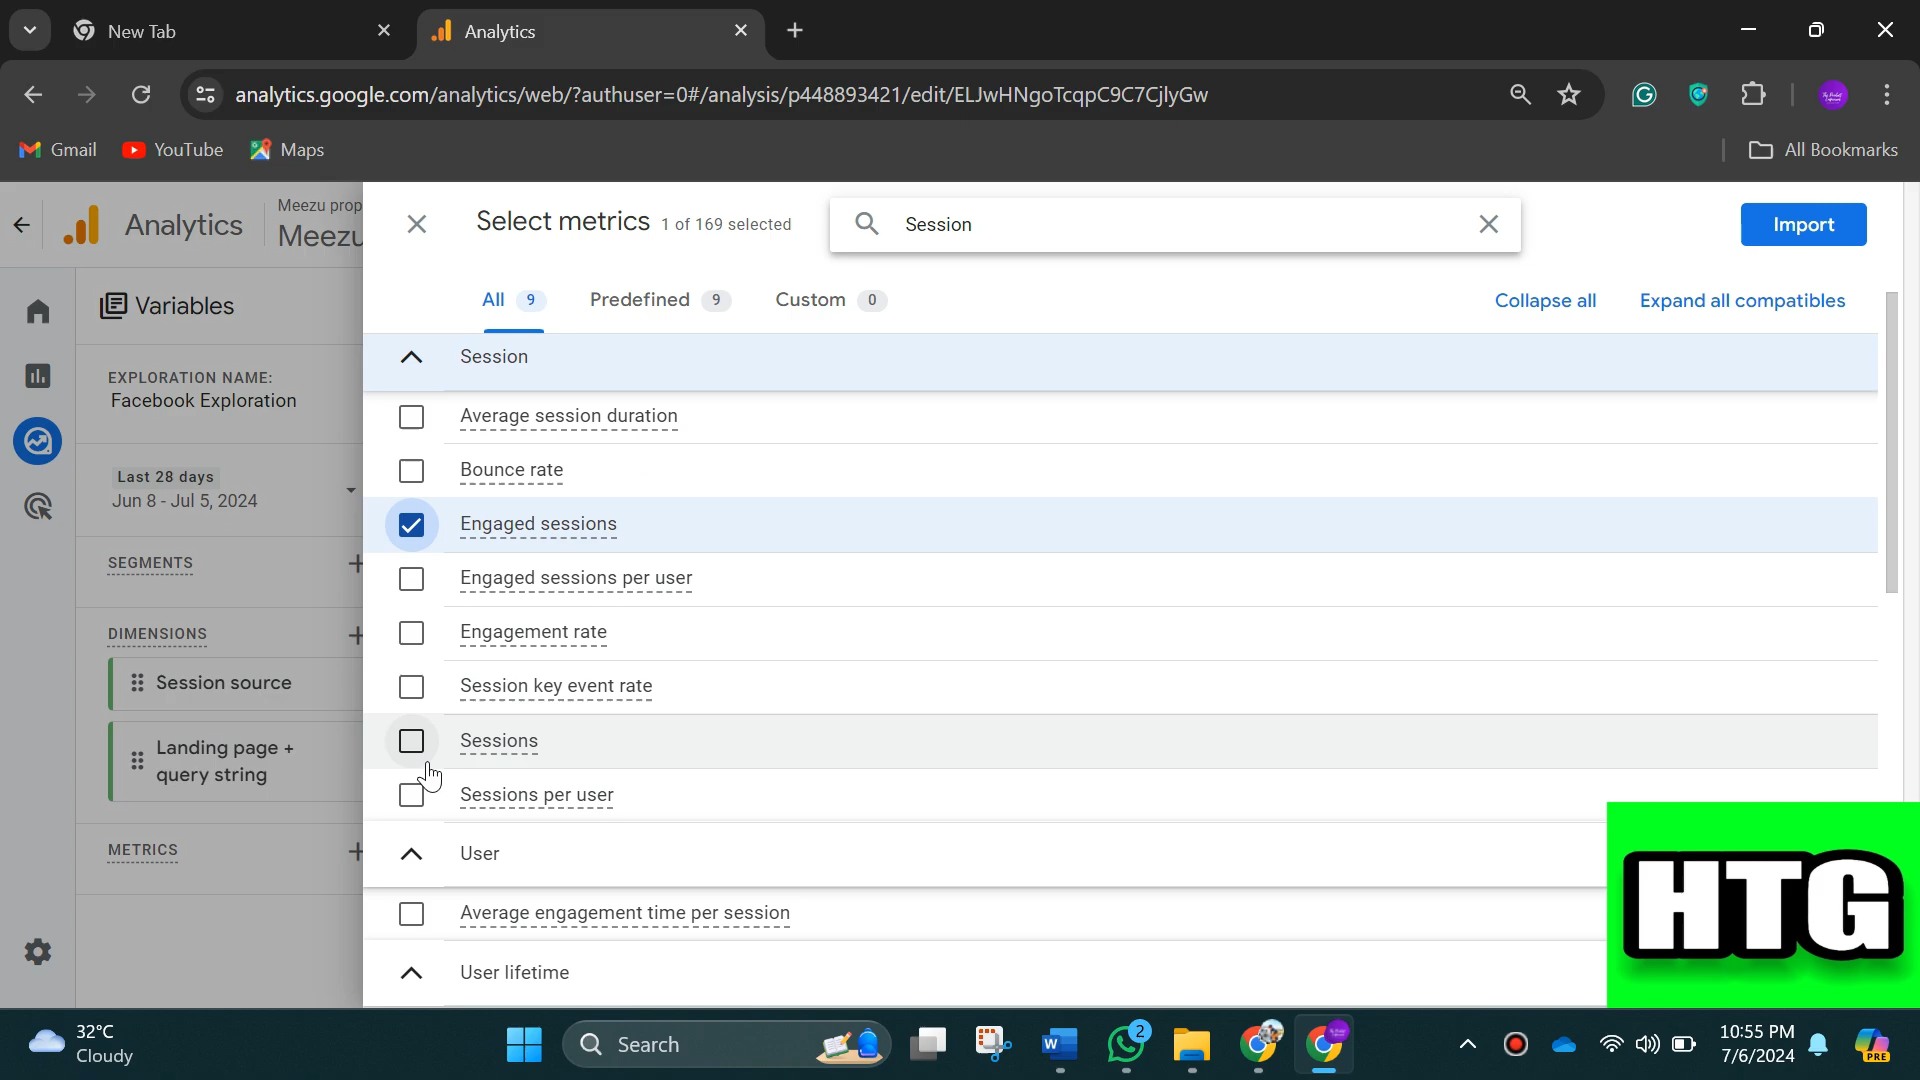 New Tab
Analytics
analytics.google.com/analytics/web/?authuser=0#/analysis/p448893421/edit/ELJwHNgoTcqpC9C7CjlyGw
Gmail
YouTube
Maps
All Bookmarks
Analytics
Meezu prop
Meezu
Select metrics 1 of 169 selected
Session
Import
All 9
Predefined 9
Custom 0
Collapse all
Expand all compatibles
Variables
EXPLORATION NAME:
Facebook Exploration
Last 28 days
Jun 8 - Jul 5, 2024
SEGMENTS
DIMENSIONS
Session source
Landing page +
query string
METRICS
Session
Average session duration
Bounce rate
Engaged sessions
Engaged sessions per user
Engagement rate
Session key event rate
Sessions
Sessions per user
User
Average engagement time per session
User lifetime
HTG
32°C
Cloudy
Search
2
10:55 PM
7/6/2024
PRE